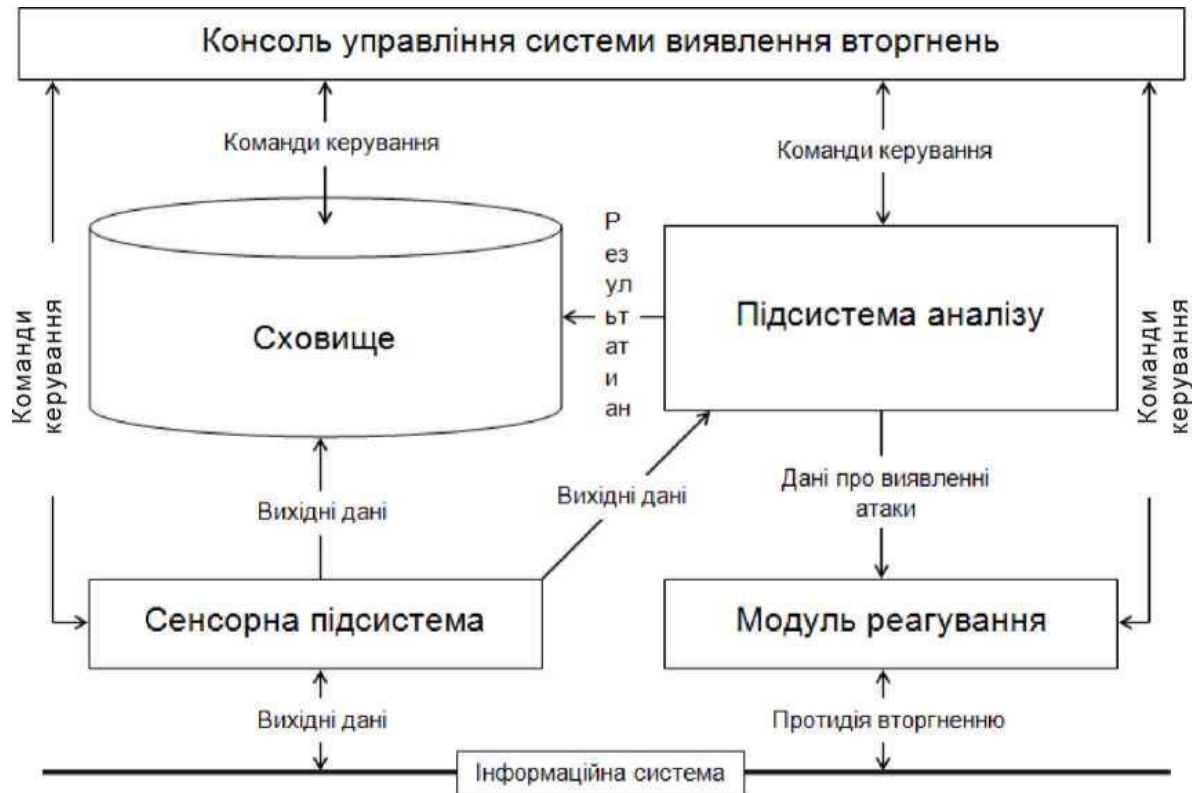 Консоль управління системи виявлення вторгнень
Команди керування
Команди керування
Р
ез
ул
ьт
ат
и
ан
Команди
керування
Сховище
Підсистема аналізу
Команди
керування
Вихідні дані
Вихідні дані
Дані про виявленні
атаки
Сенсорна підсистема
Модуль реагування
Вихідні дані
Протидія вторгненню
Інформаційна система